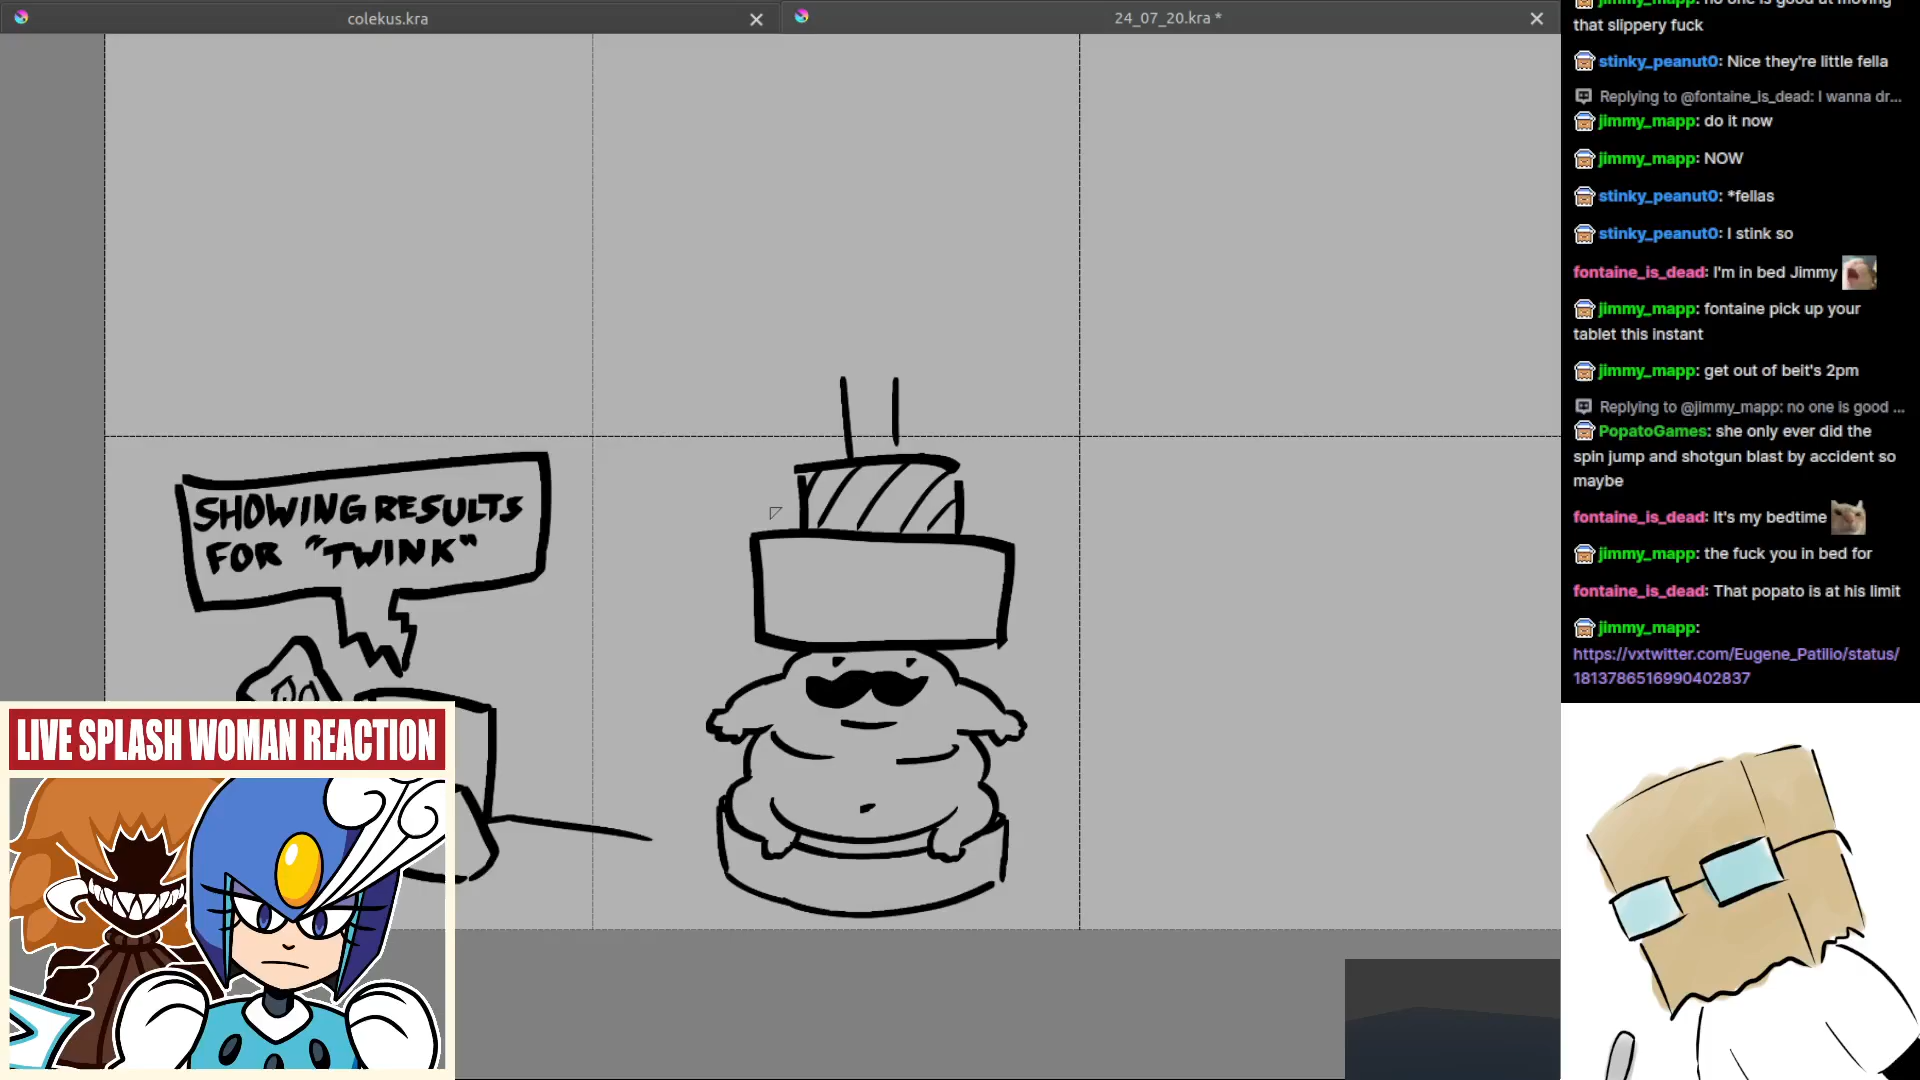 colekus.kra
24_07_20.kra *
that slippery fuck
stinky_peanut0: Nice they're little fella
Replying to @fontaine_is_dead: I wanna dr...
jimmy_mapp: do it now
jimmy_mapp: NOW
stinky_peanut0: *fellas
stinky_peanut0: I stink so
fontaine_is_dead: I'm in bed Jimmy
jimmy_mapp: fontaine pick up your
tablet this instant
jimmy_mapp: get out of beit's 2pm
Replying to @jimmy_mapp: no one is good ...
PopatoGames: she only ever did the
spin jump and shotgun blast by accident so
maybe
fontaine_is_dead: It's my bedtime
jimmy_mapp: the fuck you in bed for
fontaine_is_dead: That popato is at his limit
jimmy_mapp:
https://vxtwitter.com/Eugene_Patilio/status/
1813786516990402837
SHOWING RESULTS
FOR "TWINK"
LIVE SPLASH WOMAN REACTION